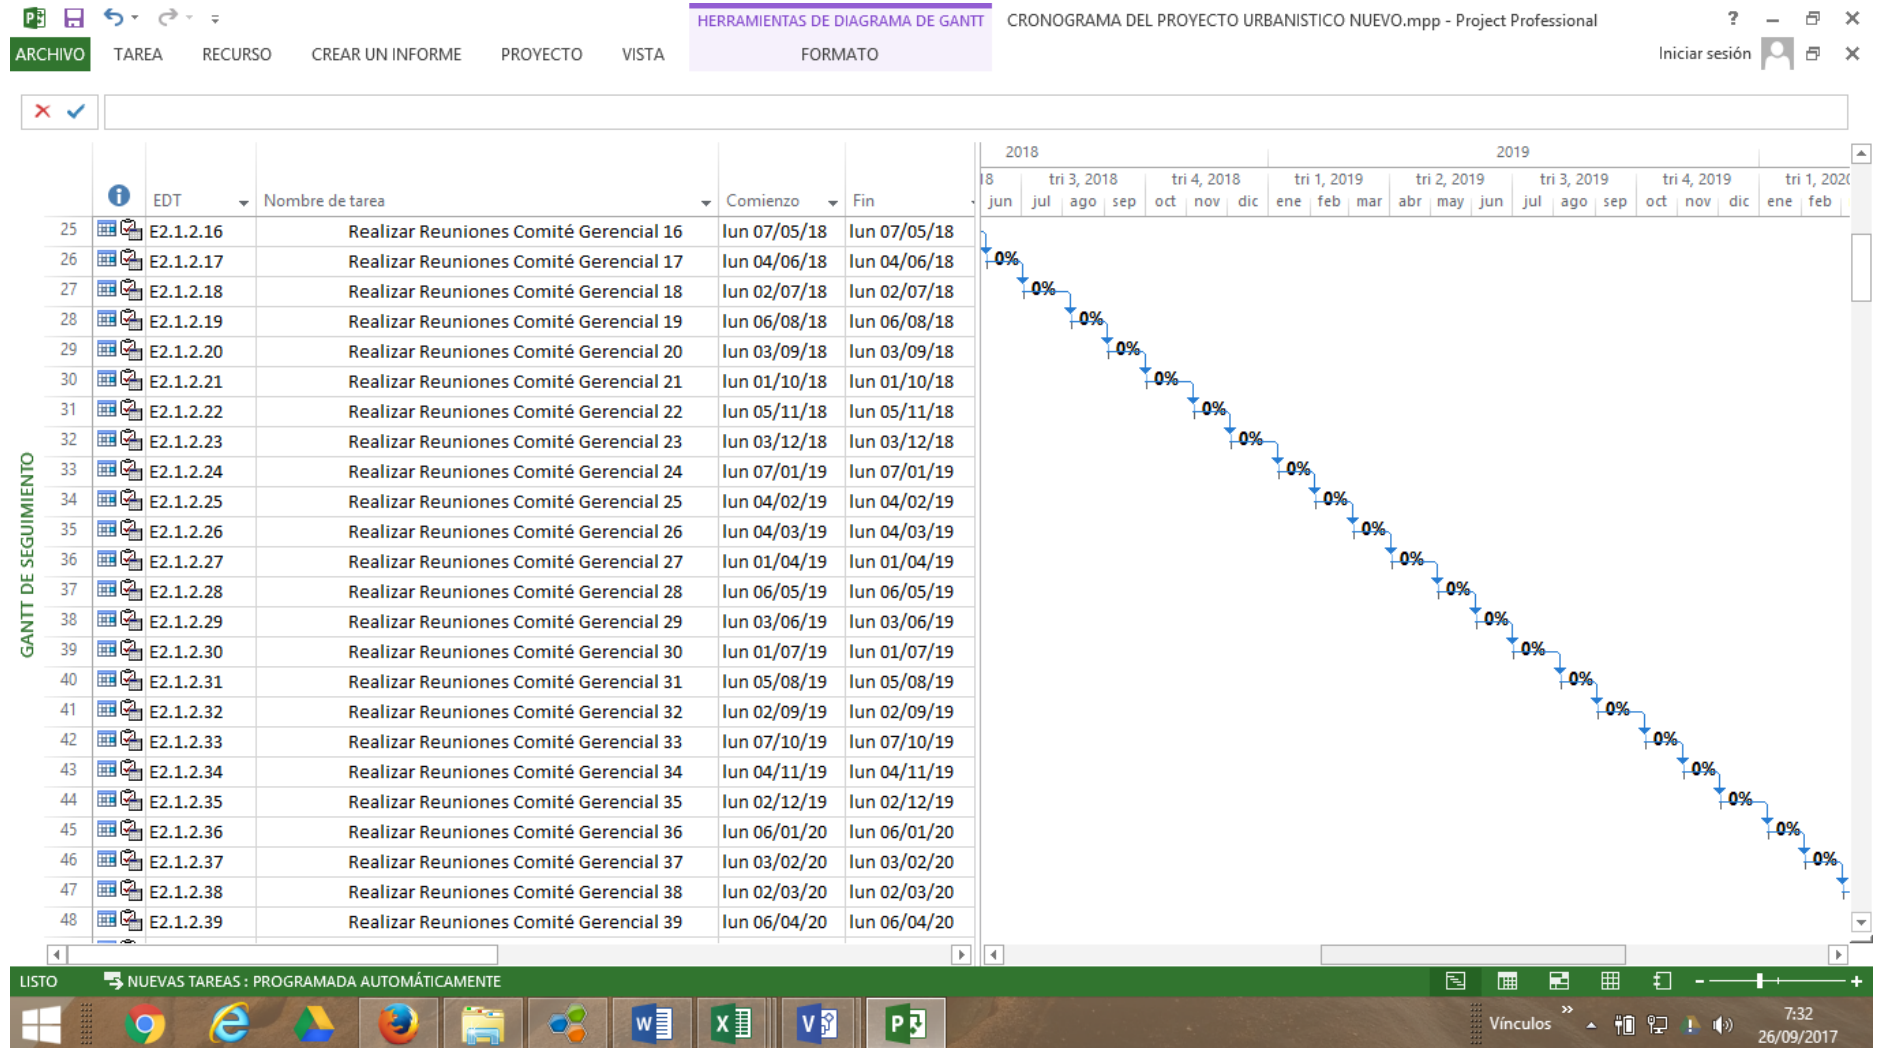 HERRAMIENTAS DE DIAGRAMA DE GANTT CRONOGRAMA DEL PROYECTO URBANISTICO NUEVO.mpp - Project Professional
ARCHIVO TAREA RECURSO CREAR UN INFORME PROYECTO VISTA FORMATO Iniciar sesión
2018 2019
18 tri 3, 2018 tri 4, 2018 tri 1, 2019 tri 2, 2019 tri 3, 2019 tri 4, 2019 tri 1, 2020
EDT Nombre de tarea Comienzo Fin jun jul ago sep oct nov dic ene feb mar abr may jun jul ago sep oct nov dic ene feb
25 E2.1.2.16 Realizar Reuniones Comité Gerencial 16 lun 07/05/18 lun 07/05/18
26 E2.1.2.17 Realizar Reuniones Comité Gerencial 17 lun 04/06/18 lun 04/06/18 0%
27 E2.1.2.18 Realizar Reuniones Comité Gerencial 18 lun 02/07/18 lun 02/07/18 0%
28 E2.1.2.19 Realizar Reuniones Comité Gerencial 19 lun 06/08/18 lun 06/08/18 0%
29 E2.1.2.20 Realizar Reuniones Comité Gerencial 20 lun 03/09/18 lun 03/09/18 0%
30 E2.1.2.21 Realizar Reuniones Comité Gerencial 21 lun 01/10/18 lun 01/10/18 0%
31 E2.1.2.22 Realizar Reuniones Comité Gerencial 22 lun 05/11/18 lun 05/11/18 0%
32 E2.1.2.23 Realizar Reuniones Comité Gerencial 23 lun 03/12/18 lun 03/12/18 0%
33 E2.1.2.24 Realizar Reuniones Comité Gerencial 24 lun 07/01/19 lun 07/01/19 0%
34 E2.1.2.25 Realizar Reuniones Comité Gerencial 25 lun 04/02/19 lun 04/02/19 0%
35 E2.1.2.26 Realizar Reuniones Comité Gerencial 26 lun 04/03/19 lun 04/03/19 0%
36 E2.1.2.27 Realizar Reuniones Comité Gerencial 27 lun 01/04/19 lun 01/04/19 0%
37 E2.1.2.28 Realizar Reuniones Comité Gerencial 28 lun 06/05/19 lun 06/05/19 0%
38 E2.1.2.29 Realizar Reuniones Comité Gerencial 29 lun 03/06/19 lun 03/06/19 0%
39 E2.1.2.30 Realizar Reuniones Comité Gerencial 30 lun 01/07/19 lun 01/07/19 0%
40 E2.1.2.31 Realizar Reuniones Comité Gerencial 31 lun 05/08/19 lun 05/08/19 0%
41 E2.1.2.32 Realizar Reuniones Comité Gerencial 32 lun 02/09/19 lun 02/09/19 0%
42 E2.1.2.33 Realizar Reuniones Comité Gerencial 33 lun 07/10/19 lun 07/10/19 0%
43 E2.1.2.34 Realizar Reuniones Comité Gerencial 34 lun 04/11/19 lun 04/11/19 0%
44 E2.1.2.35 Realizar Reuniones Comité Gerencial 35 lun 02/12/19 lun 02/12/19 0%
45 E2.1.2.36 Realizar Reuniones Comité Gerencial 36 lun 06/01/20 lun 06/01/20 0%
46 E2.1.2.37 Realizar Reuniones Comité Gerencial 37 lun 03/02/20 lun 03/02/20 0%
47 E2.1.2.38 Realizar Reuniones Comité Gerencial 38 lun 02/03/20 lun 02/03/20
48 E2.1.2.39 Realizar Reuniones Comité Gerencial 39 lun 06/04/20 lun 06/04/20
GANTT DE SEGUIMIENTO
LISTO NUEVAS TAREAS : PROGRAMADA AUTOMÁTICAMENTE
Vínculos 7:32
26/09/2017